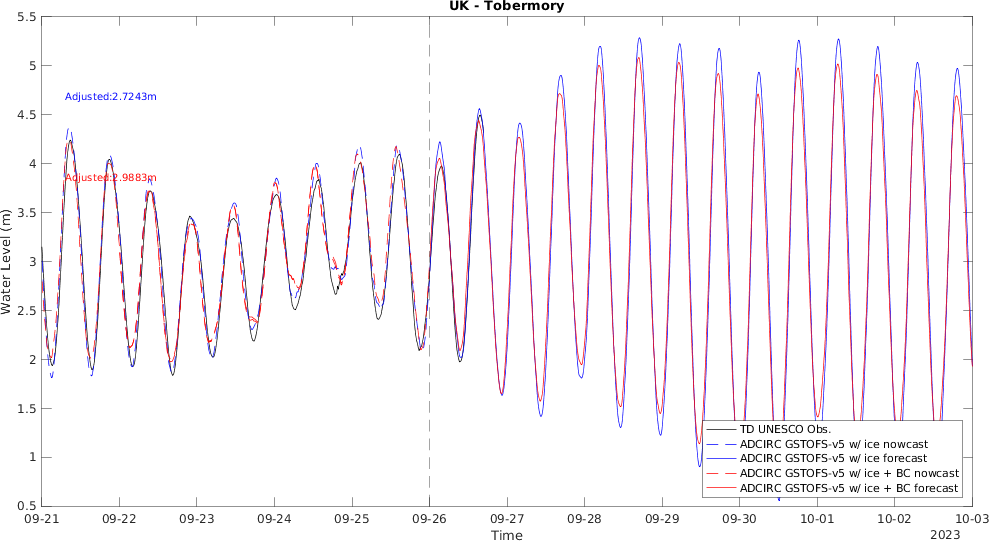 UK - Tobermory
5.5
5
4.5
4
3.5
3
2.5
2
1.5
1
0.5
Water Level (m)
Adjusted:2.7243m
Adjusted:2.9883m
TD UNESCO Obs.
ADCIRC GSTOFS-v5 w/ ice nowcast
ADCIRC GSTOFS-v5 w/ ice forecast
ADCIRC GSTOFS-v5 w/ ice + BC nowcast
ADCIRC GSTOFS-v5 w/ ice + BC forecast
09-21 09-22 09-23 09-24 09-25 09-26 09-27 09-28 09-29 09-30 10-01 10-02 10-03
Time
2023